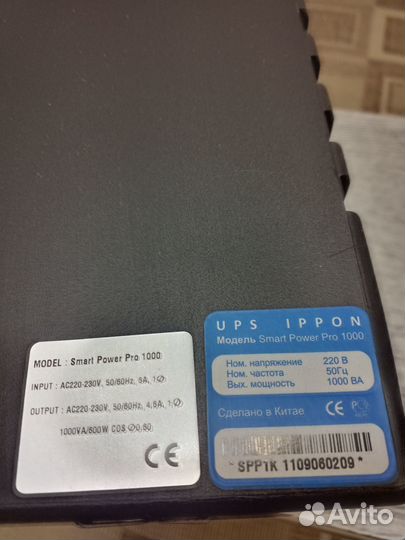 MODEL : Smart Power Pro 1000
INPUT : AC220-230V, 50/60Hz, 6A, 1∅
OUTPUT : AC220-230V, 50/60Hz, 4,5A, 1∅
1000VA/600W COS ∅0,60
CE
UPS IPPON
Модель Smart Power Pro 1000
Ном. напряжение 220 В
Ном. частота 50Гц
Вых. мощность 1000 ВА
Сделано в Китае CE
* SPP1K 1109060209 *
Avito